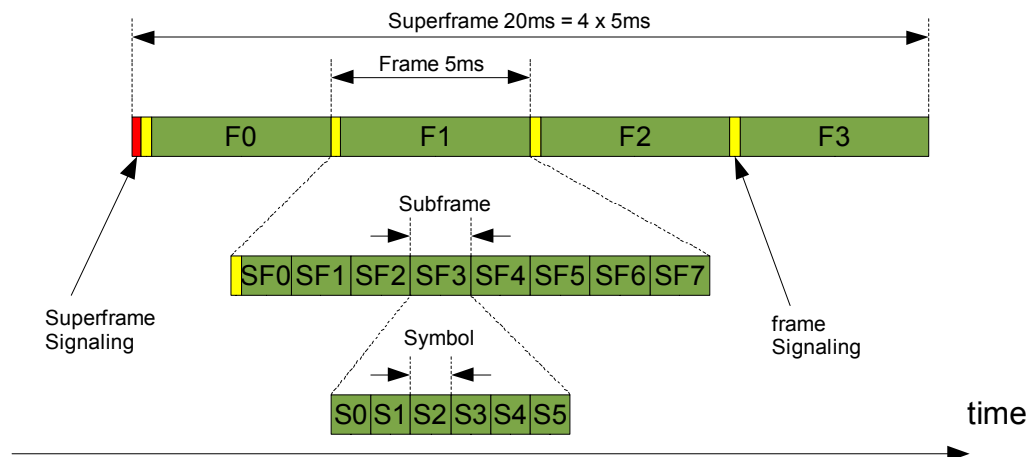 Superframe 20ms = 4 x 5ms
Frame 5ms
F0 F1 F2 F3
Subframe
SF0 SF1 SF2 SF3 SF4 SF5 SF6 SF7
Superframe
Signaling
frame
Signaling
Symbol
S0 S1 S2 S3 S4 S5
time